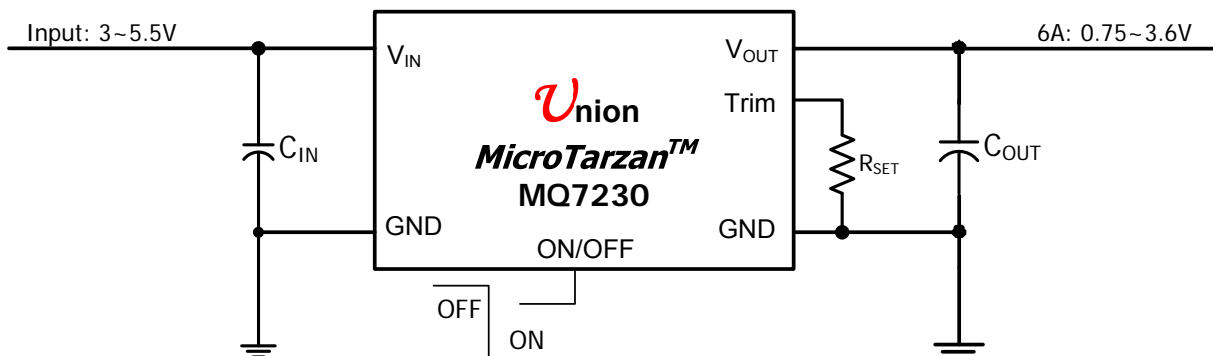 Input: 3~5.5V
6A: 0.75~3.6V
VIN
VOUT
Trim
Union
MicroTarzan™
MQ7230
CIN
RSET
COUT
GND
GND
ON/OFF
OFF
ON